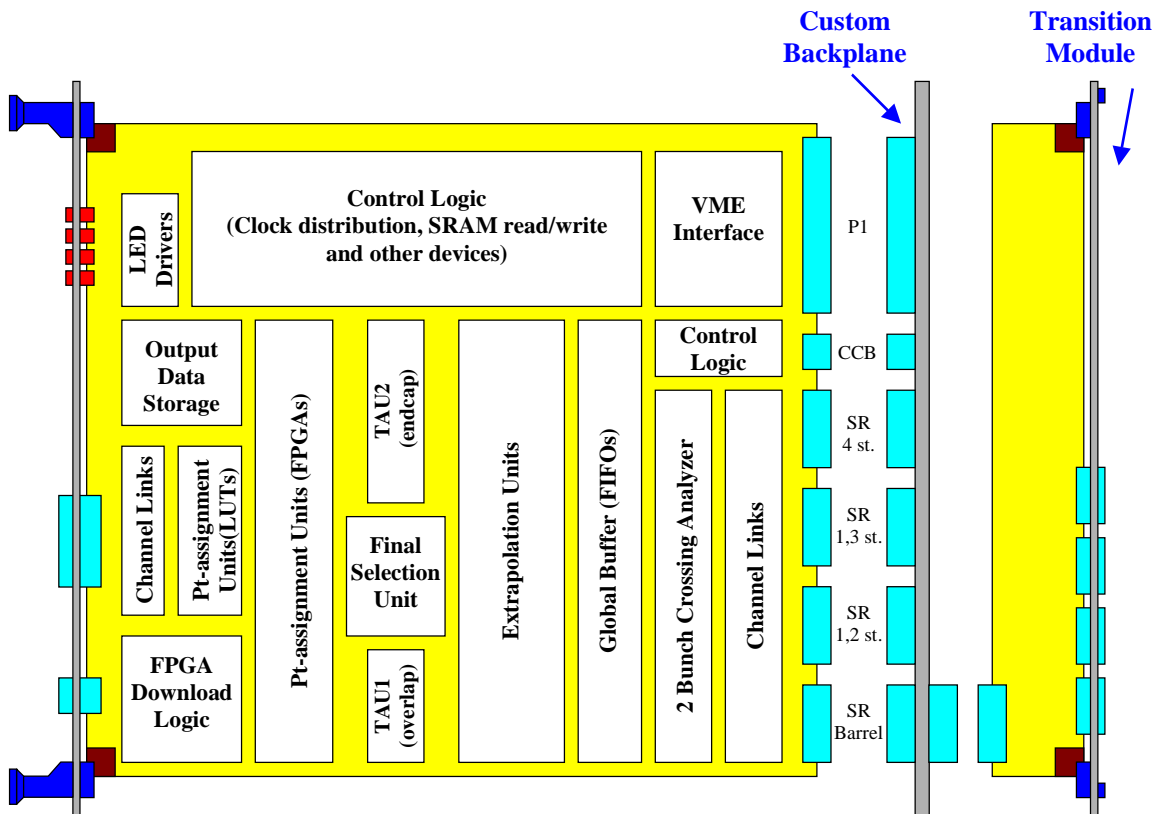 Custom
Backplane
Transition
Module
LED
Drivers
Control Logic
(Clock distribution, SRAM read/write
and other devices)
VME
Interface
P1
Output
Data
Storage
Pt-assignment Units (FPGAs)
TAU2
(endcap)
Extrapolation Units
Global Buffer (FIFOs)
Control
Logic
CCB
2 Bunch Crossing Analyzer
Channel Links
SR
4 st.
Channel Links
Pt-assignment
Units(LUTs)
Final
Selection
Unit
SR
1,3 st.
SR
1,2 st.
FPGA
Download
Logic
TAU1
(overlap)
SR
Barrel